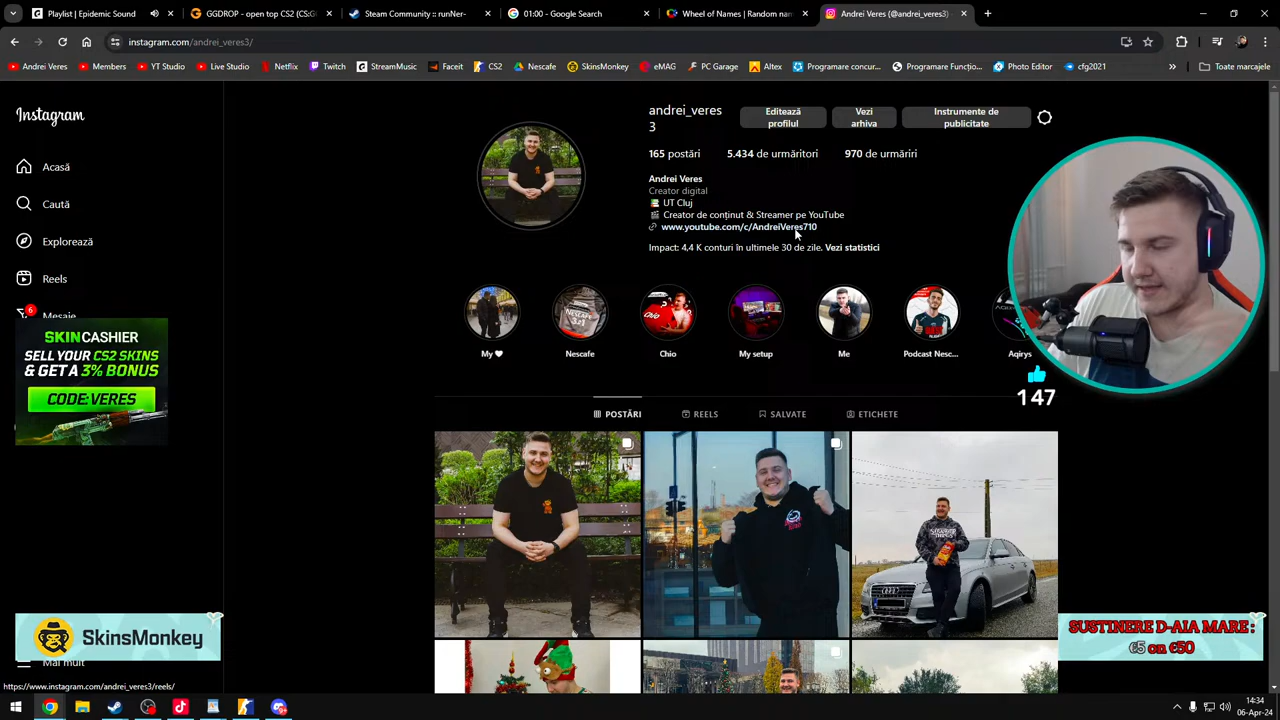 Playlist | Epidemic Sound
GGDROP - open top CS2 (CS:G
Steam Community :: runNer-
01:00 - Google Search
Wheel of Names | Random nam
Andrei Veres (@andrei_veres3)
instagram.com/andrei_veres3/
Andrei Veres
Members
YT Studio
Live Studio
Netflix
Twitch
StreamMusic
Faceit
CS2
Nescafe
SkinsMonkey
eMAG
PC Garage
Altex
Programare concur...
Programare Funcțio...
Photo Editor
cfg2021
Toate marcajele
Instagram
Acasă
Caută
Explorează
Reels
6
Mesaje
SKINCASHIER
SELL YOUR CS2 SKINS
& GET A 3% BONUS
CODE: VERES
SkinsMonkey
Mai mult
https://www.instagram.com/andrei_veres3/reels/
andrei_veres
3
Editează
profilul
Vezi
arhiva
Instrumente de
publicitate
165 postări
5.434 de urmăritori
970 de urmăriri
Andrei Veres
Creator digital
UT Cluj
Creator de conținut & Streamer pe YouTube
www.youtube.com/c/AndreiVeres710
Impact: 4,4 K conturi în ultimele 30 de zile. Vezi statistici
My
Nescafe
Chio
My setup
Me
Podcast Nesc...
Aqirys
147
POSTĂRI
REELS
SALVATE
ETICHETE
SUSTINERE D-AIA MARE :
€5 on €50
14:34
06-Apr-24